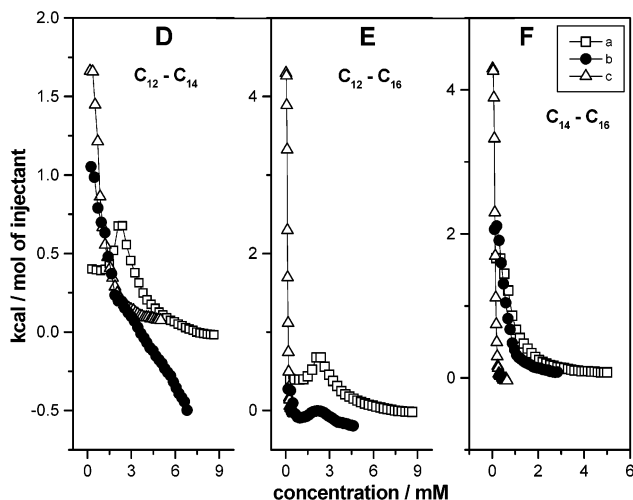 D
E
F
C12 - C14
C12 - C16
C14 - C16
a
b
c
kcal / mol of injectant
2.0
1.5
1.0
0.5
0.0
-0.5
4
2
0
4
2
0
0 3 6 9
0 3 6 9
0 2 4 6
concentration / mM